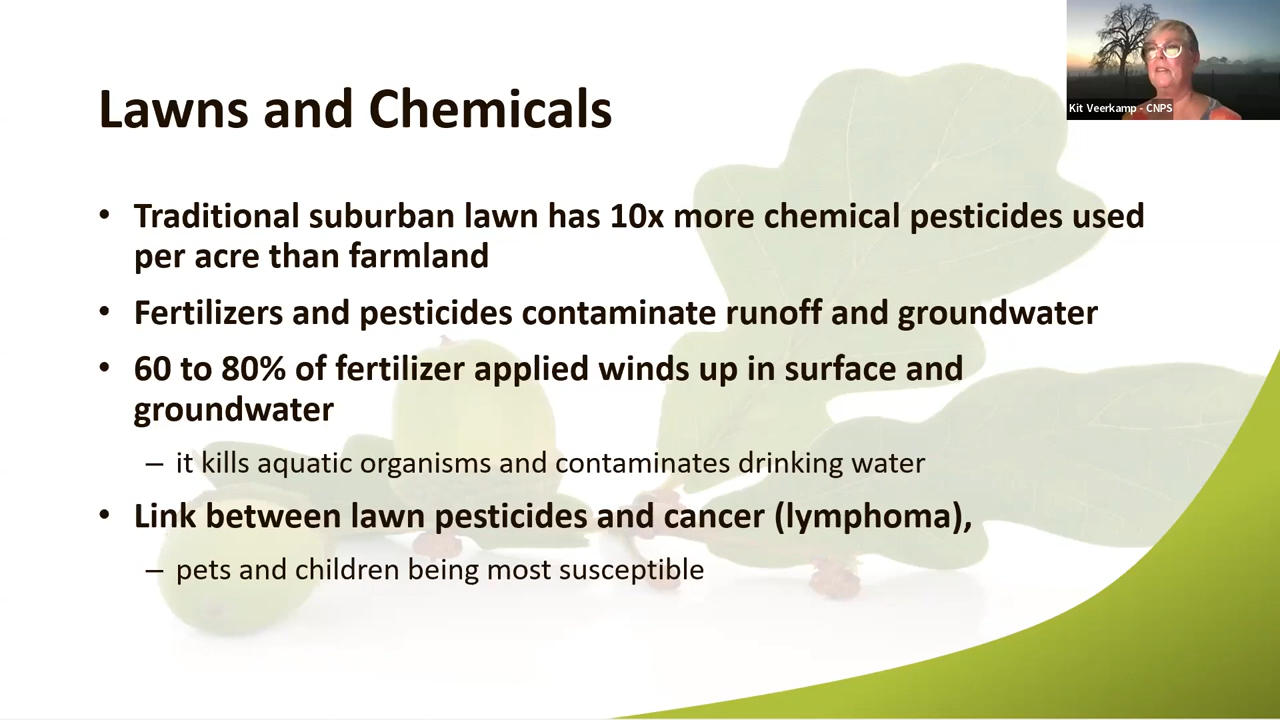 Kit Veerkamp - CNPS
Lawns and Chemicals
• Traditional suburban lawn has 10x more chemical pesticides used
per acre than farmland
• Fertilizers and pesticides contaminate runoff and groundwater
• 60 to 80% of fertilizer applied winds up in surface and
groundwater
– it kills aquatic organisms and contaminates drinking water
• Link between lawn pesticides and cancer (lymphoma),
– pets and children being most susceptible